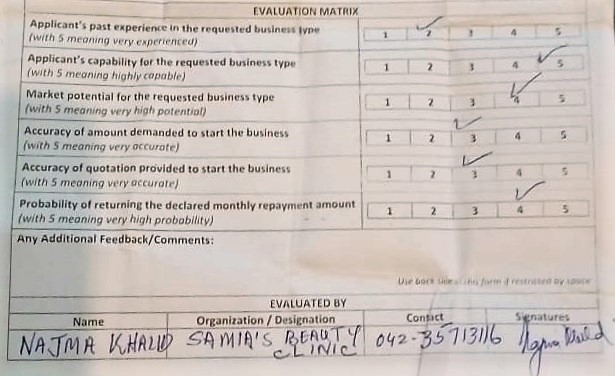 EVALUATION MATRIX
Applicant's past experience in the requested business type
(with 5 meaning very experienced)
1 2 3 4 5
Applicant's capability for the requested business type
(with 5 meaning highly capable)
1 2 3 4 5
Market potential for the requested business type
(with 5 meaning very high potential)
1 2 3 4 5
Accuracy of amount demanded to start the business
(with 5 meaning very accurate)
1 2 3 4 5
Accuracy of quotation provided to start the business
(with 5 meaning very accurate)
1 2 3 4 5
Probability of returning the declared monthly repayment amount
(with 5 meaning very high probability)
1 2 3 4 5
Any Additional Feedback/Comments:
Use back side of this form if restricted by space
EVALUATED BY
Name Organization / Designation Contact Signatures
NAJMA KHALID SAMIA'S BEAUTY CLINIC 042-35713116